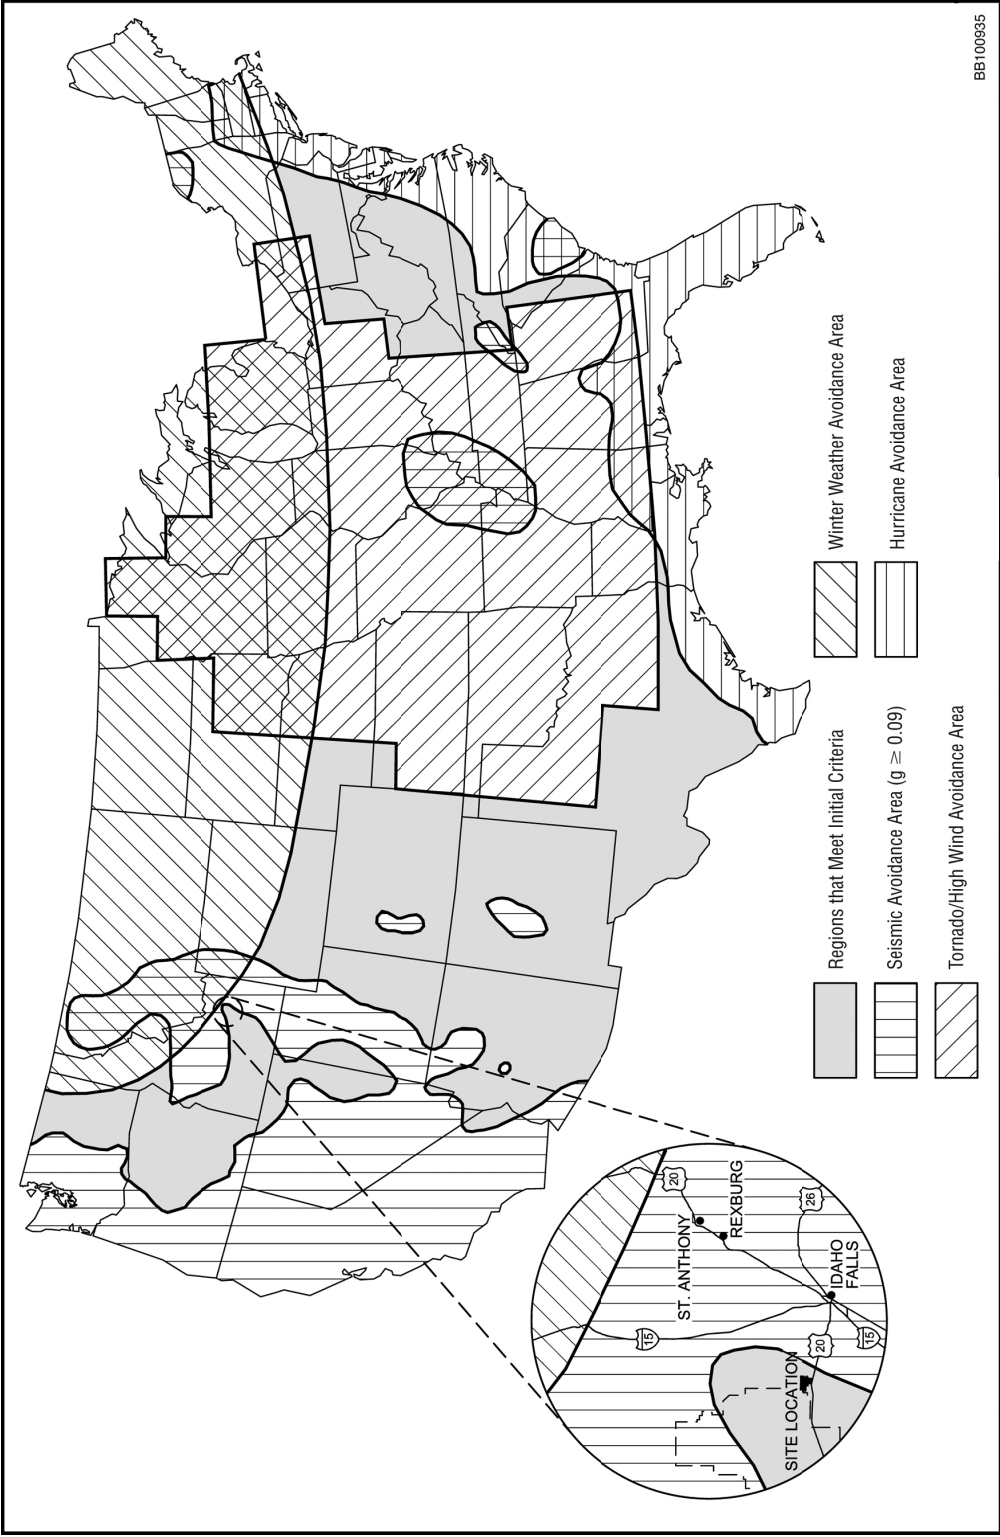 BB100935
Regions that Meet Initial Criteria
Seismic Avoidance Area (g ≥ 0.09)
Tornado/High Wind Avoidance Area
Winter Weather Avoidance Area
Hurricane Avoidance Area
20
ST. ANTHONY
REXBURG
26
15
IDAHO
FALLS
20
15
SITE LOCATION